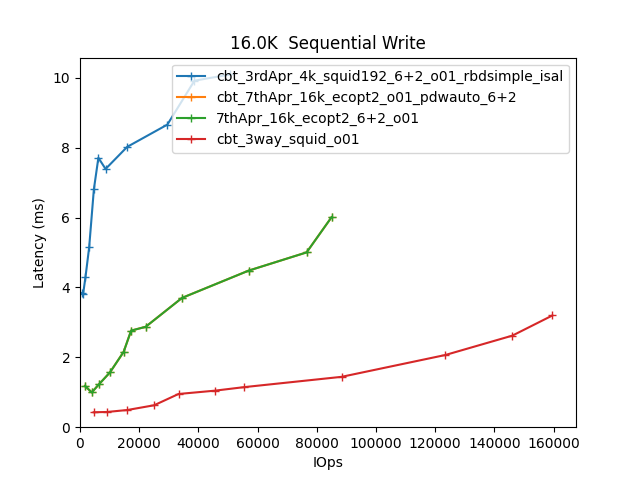 16.0K  Sequential Write
cbt_3rdApr_4k_squid192_6+2_o01_rbdsimple_isal
cbt_7thApr_16k_ecopt2_o01_pdwauto_6+2
7thApr_16k_ecopt2_6+2_o01
cbt_3way_squid_o01
Latency (ms)
10
8
6
4
2
0
0 20000 40000 60000 80000 100000 120000 140000 160000
IOps